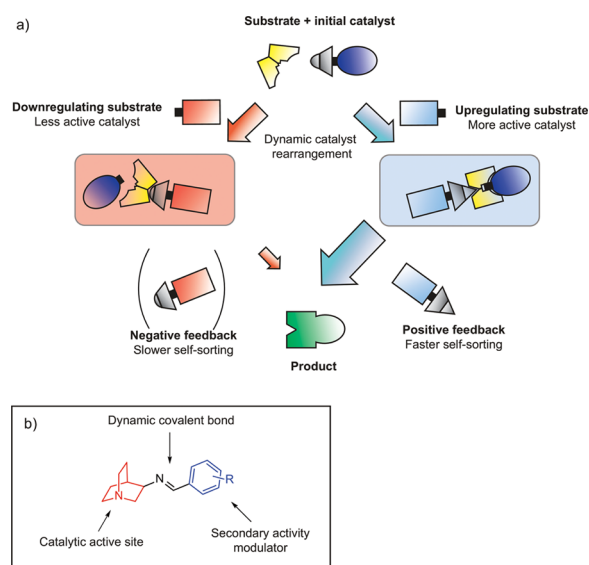 a)
Substrate + initial catalyst
Downregulating substrate
Less active catalyst
Upregulating substrate
More active catalyst
Dynamic catalyst
rearrangement
Negative feedback
Slower self-sorting
Positive feedback
Faster self-sorting
Product
b)
Dynamic covalent bond
N
R
N
Catalytic active site
Secondary activity
modulator